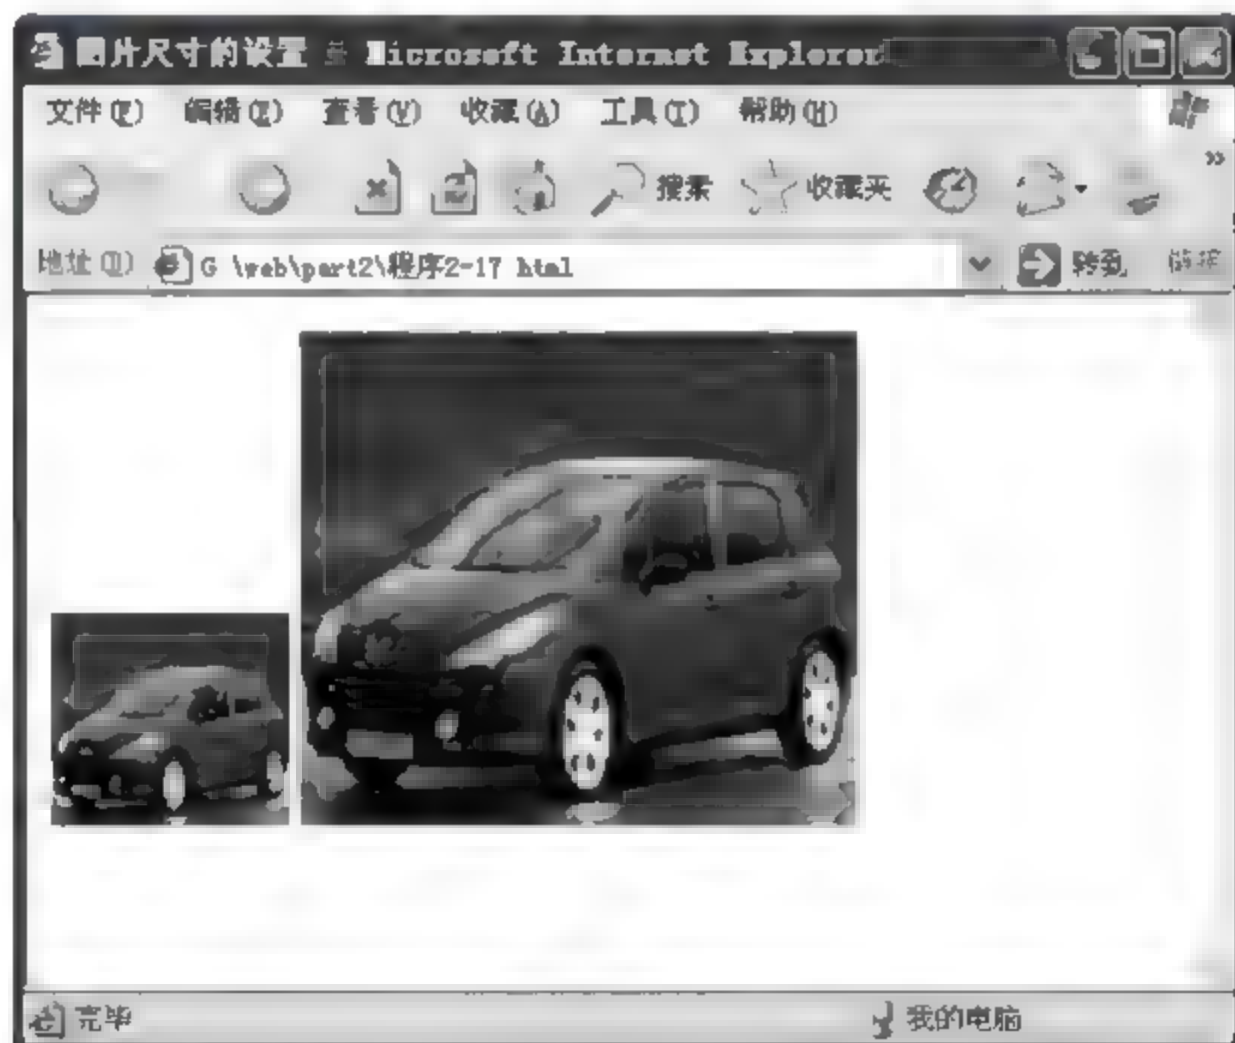 图片尺寸的设置 - Microsoft Internet Explorer
文件(F) 编辑(E) 查看(V) 收藏(A) 工具(T) 帮助(H)
搜索 收藏夹 »
地址(D) G \web\part2\程序2-17 html 转到 链接
完毕 我的电脑